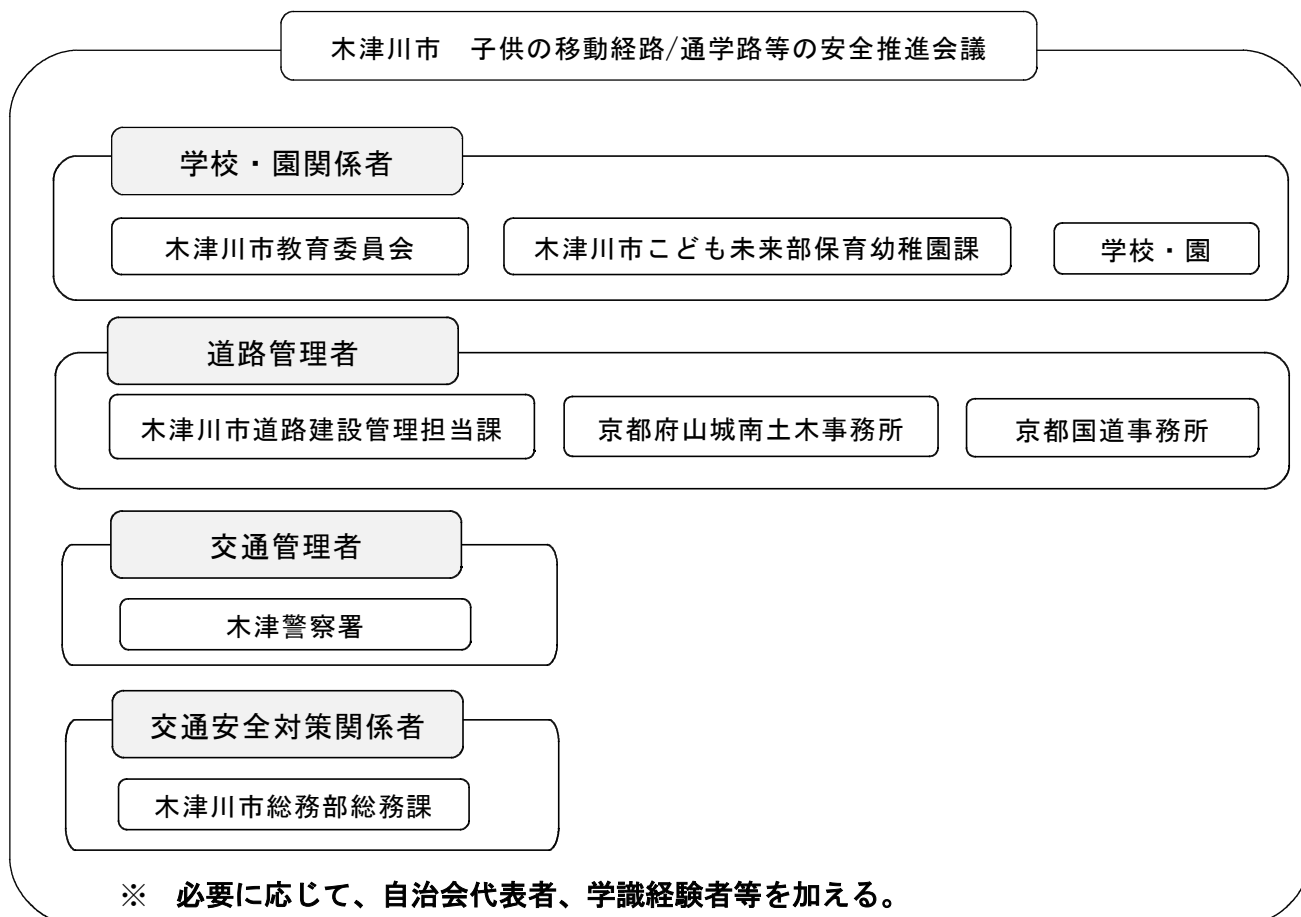 木津川市　子供の移動経路/通学路等の安全推進会議
学校・園関係者
木津川市教育委員会
木津川市こども未来部保育幼稚園課
学校・園
道路管理者
木津川市道路建設管理担当課
京都府山城南土木事務所
京都国道事務所
交通管理者
木津警察署
交通安全対策関係者
木津川市総務部総務課
※　必要に応じて、自治会代表者、学識経験者等を加える。